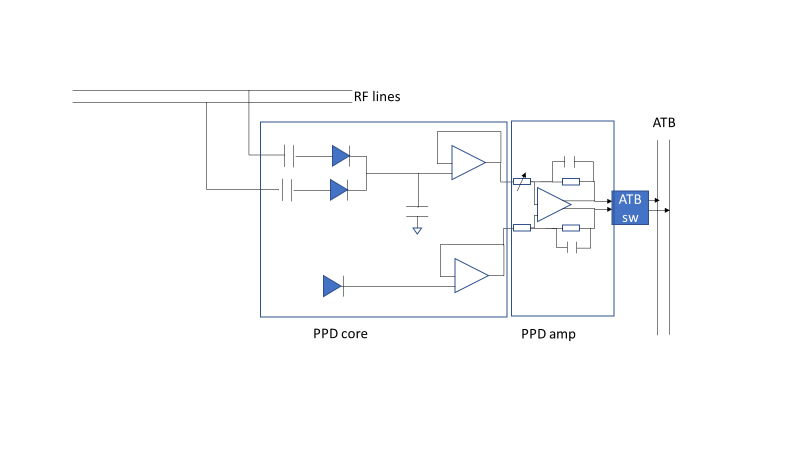 RF lines
ATB
ATB
sw
PPD core
PPD amp